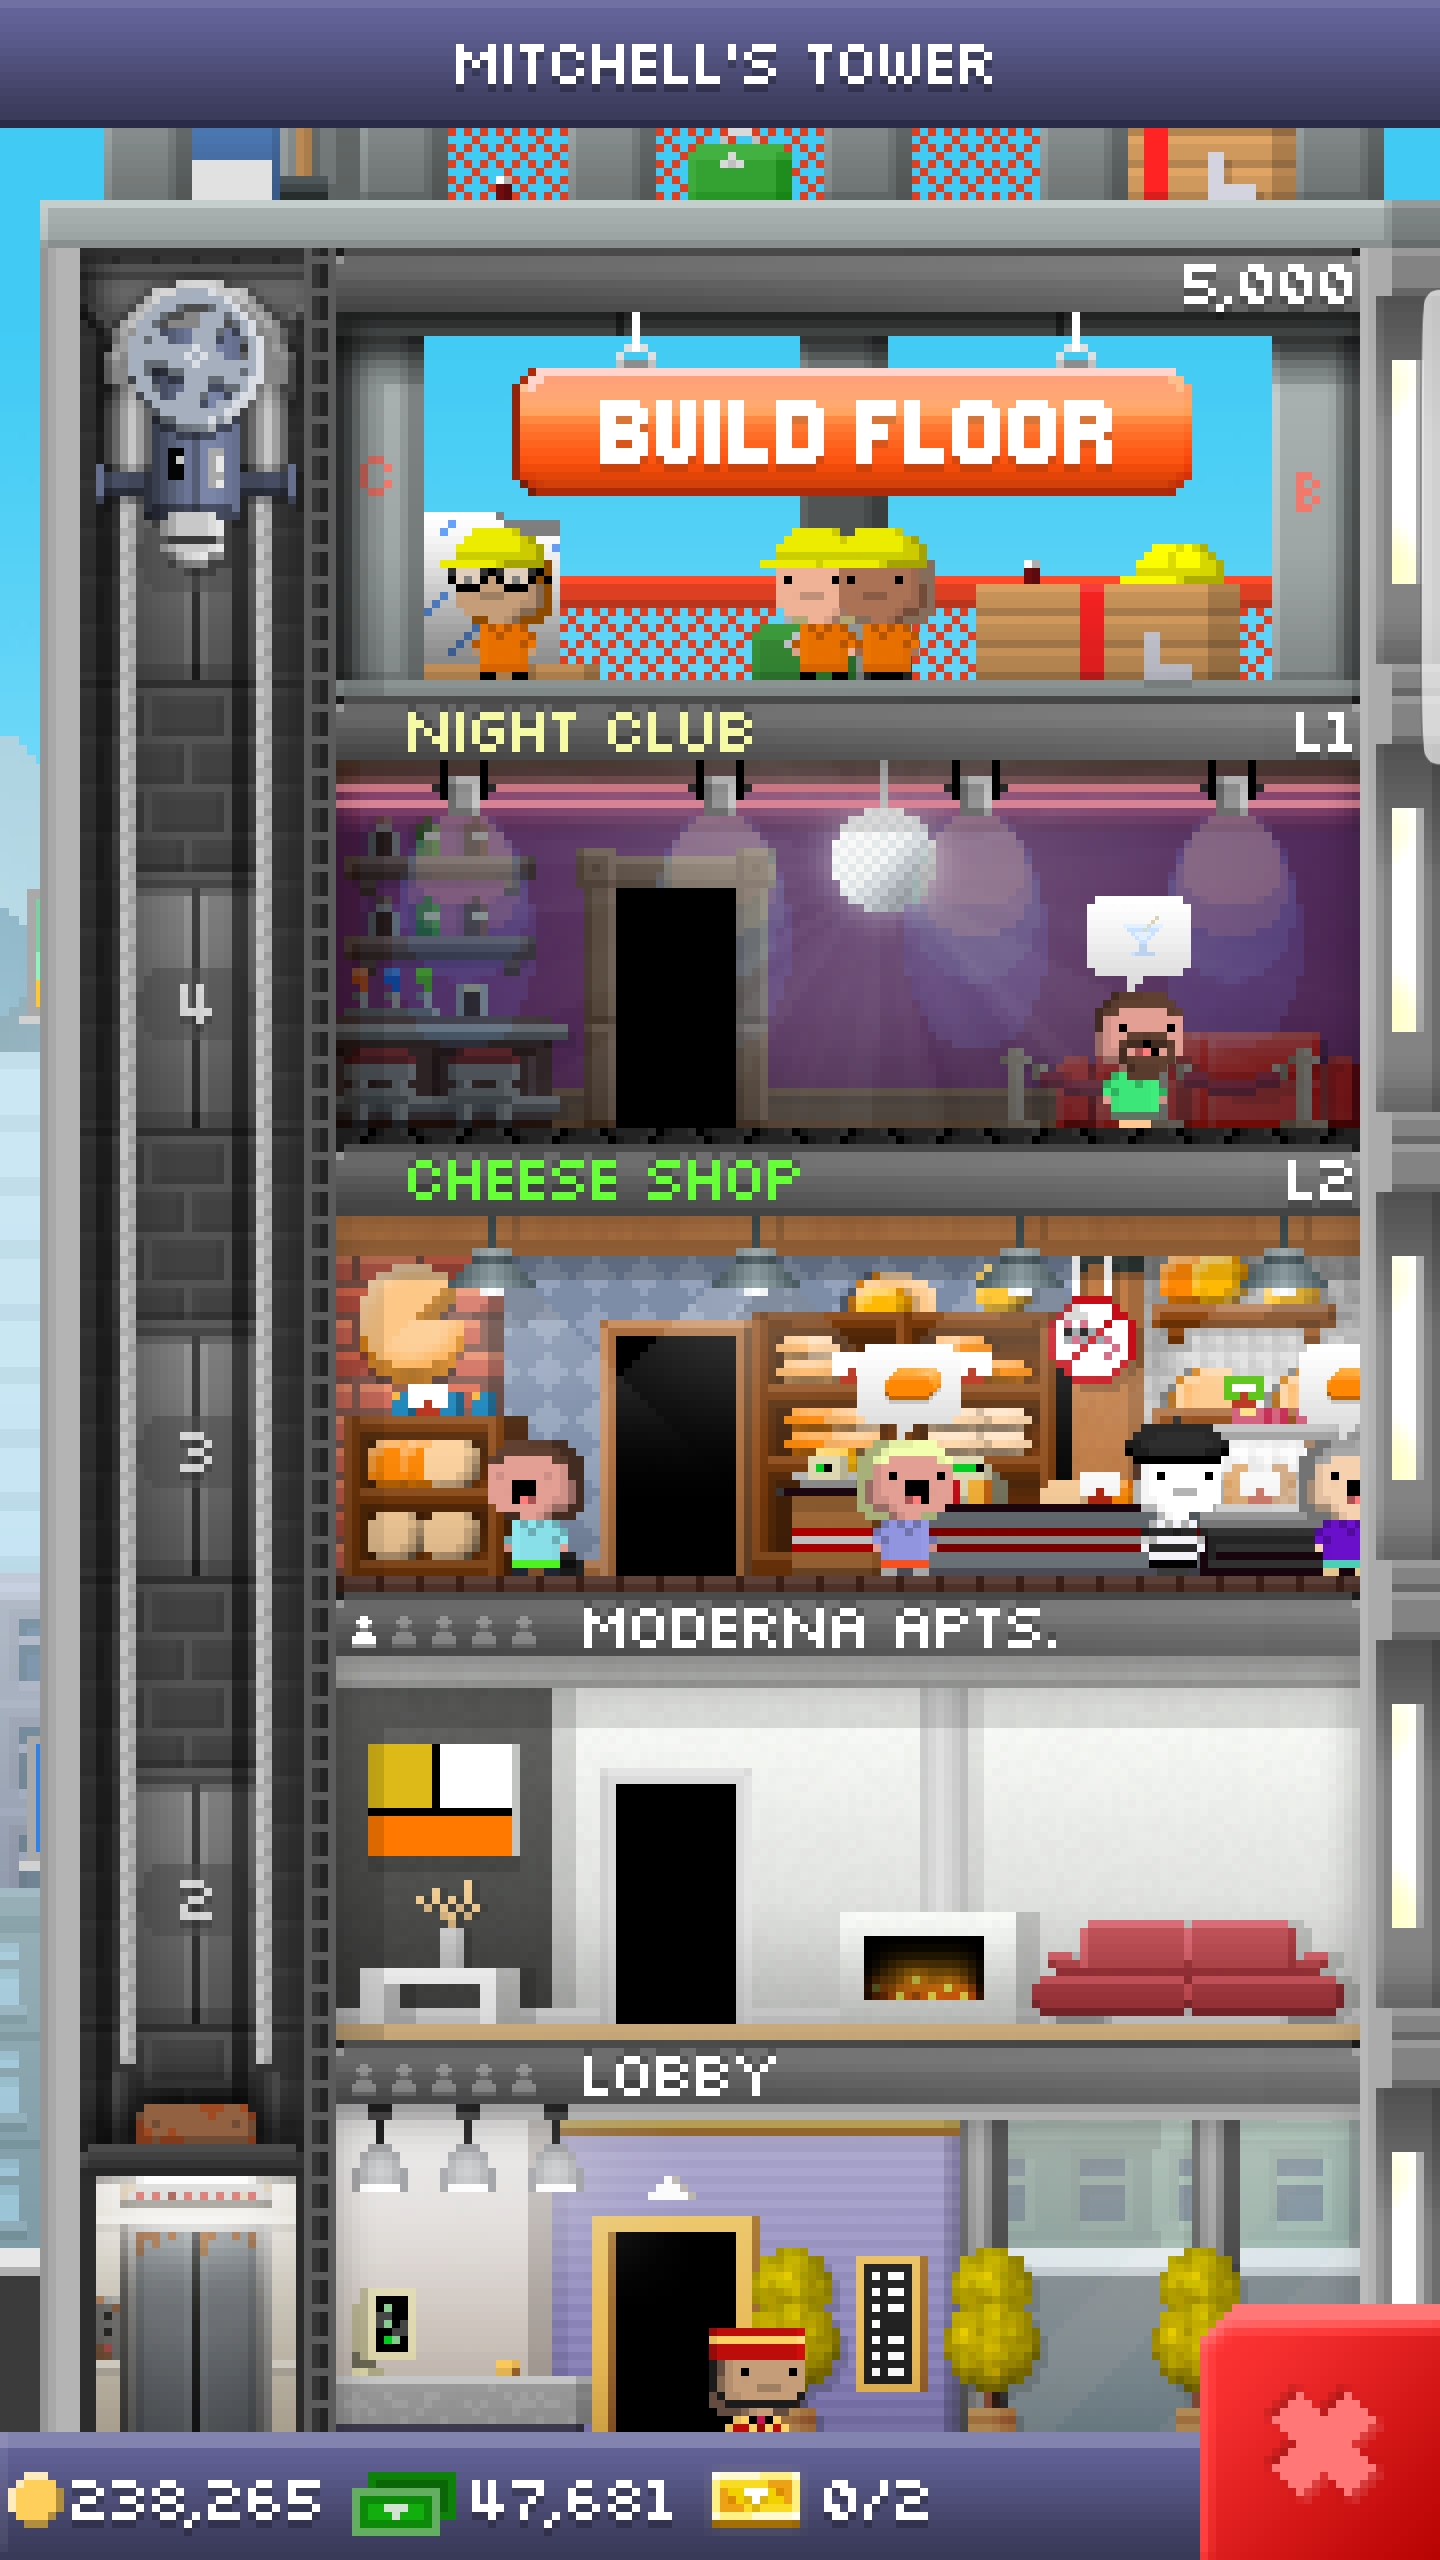 MITCHELL'S TOWER
5,000
BUILD FLOOR
C
B
NIGHT CLUB L1
4
CHEESE SHOP L2
3
MODERNA APTS.
2
LOBBY
238,265 47,681 0/2